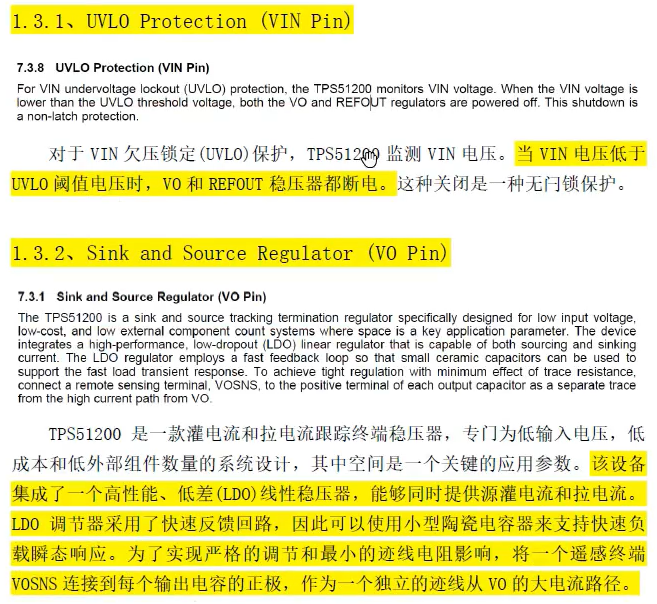 1.3.1、UVLO Protection (VIN Pin)
7.3.8 UVLO Protection (VIN Pin)
For VIN undervoltage lockout (UVLO) protection, the TPS51200 monitors VIN voltage. When the VIN voltage is
lower than the UVLO threshold voltage, both the VO and REFOUT regulators are powered off. This shutdown is
a non-latch protection.
对于 VIN 欠压锁定(UVLO)保护，TPS51200 监测 VIN 电压。当 VIN 电压低于
UVLO 阈值电压时，VO 和 REFOUT 稳压器都断电。这种关闭是一种无闩锁保护。
1.3.2、Sink and Source Regulator (VO Pin)
7.3.1 Sink and Source Regulator (VO Pin)
The TPS51200 is a sink and source tracking termination regulator specifically designed for low input voltage,
low-cost, and low external component count systems where space is a key application parameter. The device
integrates a high-performance, low-dropout (LDO) linear regulator that is capable of both sourcing and sinking
current. The LDO regulator employs a fast feedback loop so that small ceramic capacitors can be used to
support the fast load transient response. To achieve tight regulation with minimum effect of trace resistance,
connect a remote sensing terminal, VOSNS, to the positive terminal of each output capacitor as a separate trace
from the high current path from VO.
TPS51200 是一款灌电流和拉电流跟踪终端稳压器，专门为低输入电压，低
成本和低外部组件数量的系统设计，其中空间是一个关键的应用参数。该设备
集成了一个高性能、低差(LDO)线性稳压器，能够同时提供源灌电流和拉电流。
LDO 调节器采用了快速反馈回路，因此可以使用小型陶瓷电容器来支持快速负
载瞬态响应。为了实现严格的调节和最小的迹线电阻影响，将一个遥感终端
VOSNS 连接到每个输出电容的正极，作为一个独立的迹线从 VO 的大电流路径。